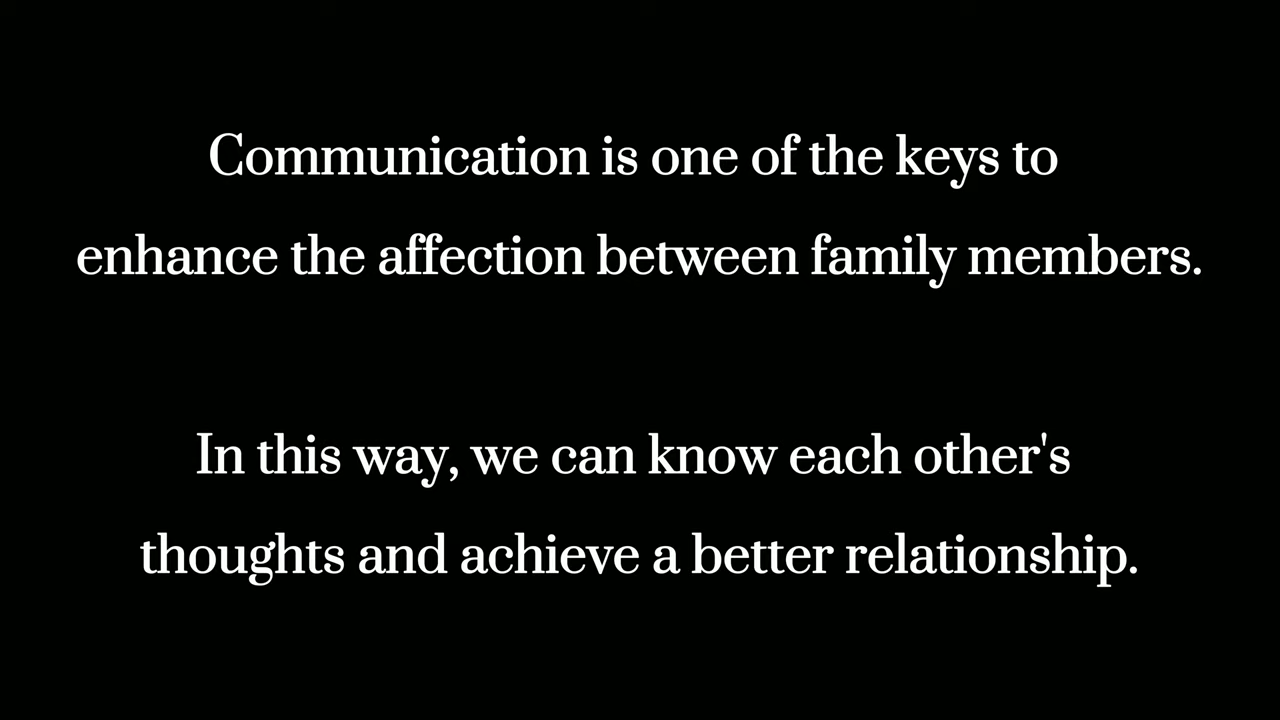 Communication is one of the keys to
enhance the affection between family members.
In this way, we can know each other's
thoughts and achieve a better relationship.